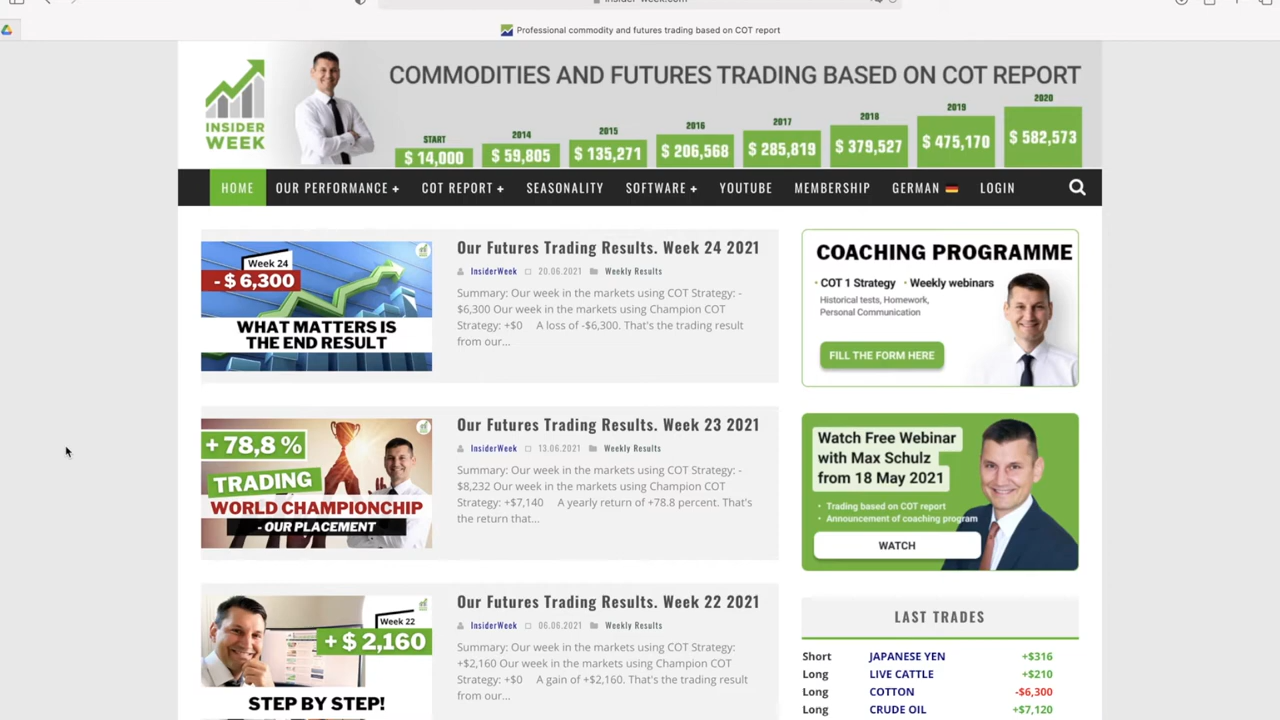 Professional commodity and futures trading based on COT report
INSIDER
WEEK
COMMODITIES AND FUTURES TRADING BASED ON COT REPORT
START
$ 14,000
2014
$ 59,805
2015
$ 135,271
2016
$ 206,568
2017
$ 285,819
2018
$ 379,527
2019
$ 475,170
2020
$ 582,573
HOME
OUR PERFORMANCE +
COT REPORT +
SEASONALITY
SOFTWARE +
YOUTUBE
MEMBERSHIP
GERMAN
LOGIN
Week 24
- $ 6,300
WHAT MATTERS IS
THE END RESULT
Our Futures Trading Results. Week 24 2021
InsiderWeek 20.06.2021 Weekly Results
Summary: Our week in the markets using COT Strategy: -
$6,300 Our week in the markets using Champion COT
Strategy: +$0 A loss of -$6,300. That's the trading result
from our...
+ 78,8 %
TRADING
WORLD CHAMPIONCHIP
- OUR PLACEMENT
Our Futures Trading Results. Week 23 2021
InsiderWeek 13.06.2021 Weekly Results
Summary: Our week in the markets using COT Strategy: -
$8,232 Our week in the markets using Champion COT
Strategy: +$7,140 A yearly return of +78.8 percent. That's
the return that...
Week 22
+ $ 2,160
STEP BY STEP!
Our Futures Trading Results. Week 22 2021
InsiderWeek 06.06.2021 Weekly Results
Summary: Our week in the markets using COT Strategy:
+$2,160 Our week in the markets using Champion COT
Strategy: +$0 A gain of +$2,160. That's the trading result
from our...
COACHING PROGRAMME
· COT 1 Strategy · Weekly webinars
Historical tests, Homework,
Personal Communication
FILL THE FORM HERE
Watch Free Webinar
with Max Schulz
from 18 May 2021
• Trading based on COT report
• Announcement of coaching program
WATCH
LAST TRADES
Short JAPANESE YEN +$316
Long LIVE CATTLE +$210
Long COTTON -$6,300
Long CRUDE OIL +$7,120